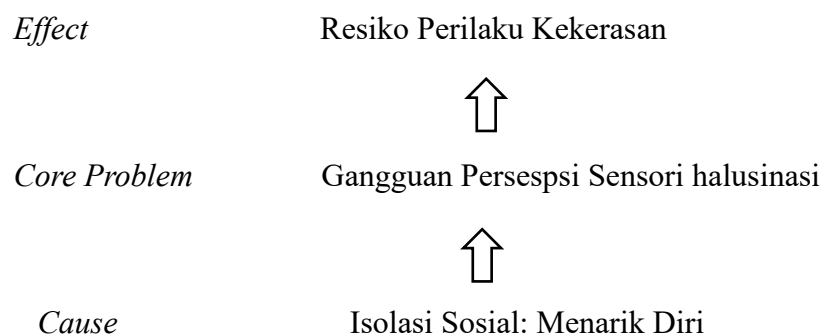 Effect Resiko Perilaku Kekerasan
Core Problem Gangguan Persespsi Sensori halusinasi
Cause Isolasi Sosial: Menarik Diri